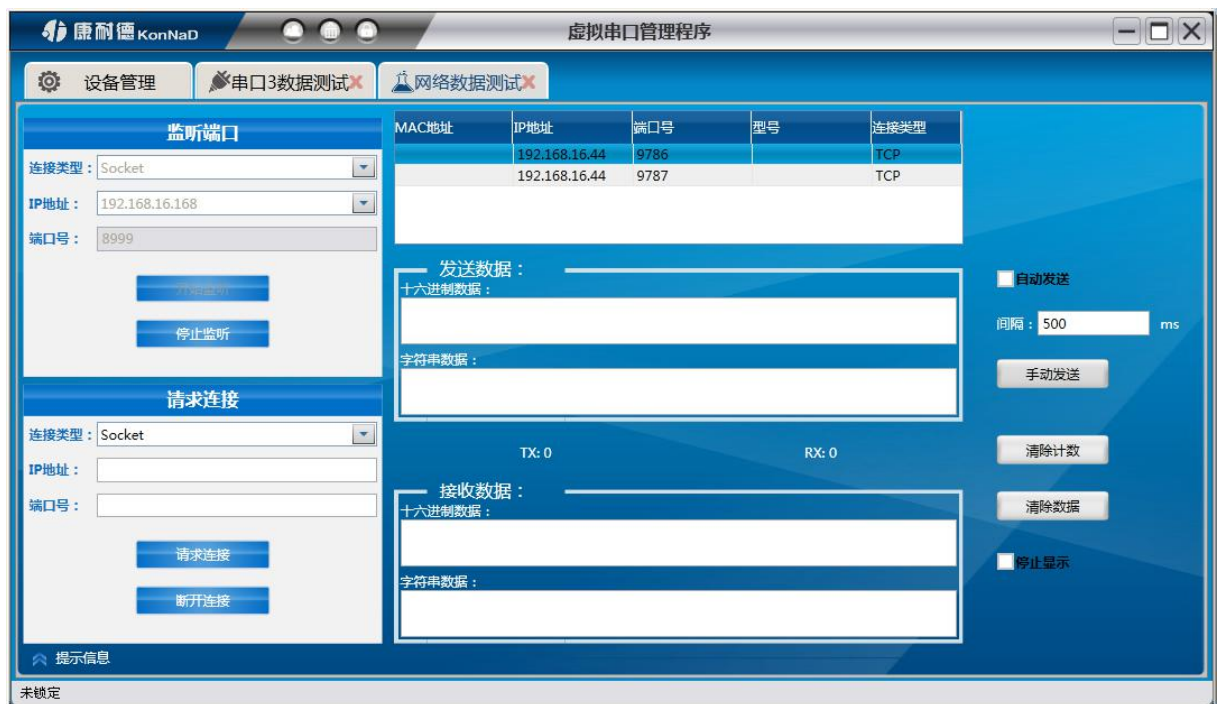 康耐德KonNaD
虚拟串口管理程序
设备管理
串口3数据测试
网络数据测试
监听端口
连接类型：Socket
IP地址：192.168.16.168
端口号：8999
停止监听
请求连接
连接类型：Socket
IP地址：
端口号：
请求连接
断开连接
MAC地址 IP地址 端口号 型号 连接类型
192.168.16.44 9786 TCP
192.168.16.44 9787 TCP
发送数据：
十六进制数据：
字符串数据：
TX: 0 RX: 0
接收数据：
十六进制数据：
字符串数据：
自动发送
间隔：500 ms
手动发送
清除计数
清除数据
停止显示
提示信息
未锁定